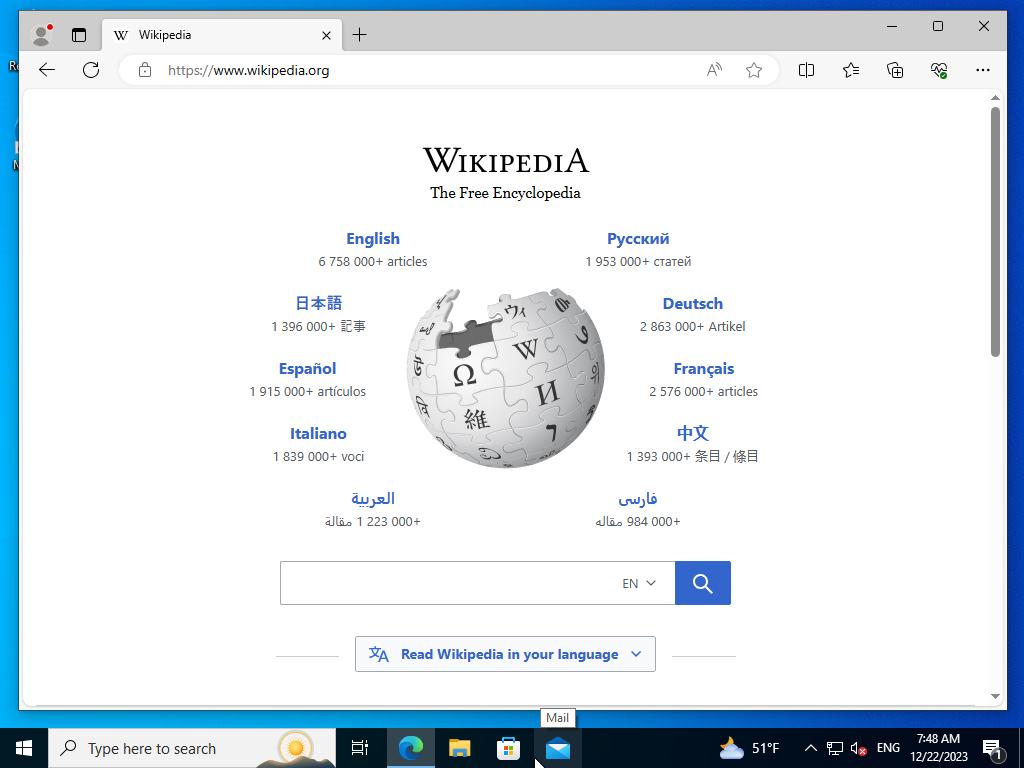 Wikipedia
https://www.wikipedia.org
WIKIPEDIA
The Free Encyclopedia
English
6 758 000+ articles
Русский
1 953 000+ статей
日本語
1 396 000+ 記事
Deutsch
2 863 000+ Artikel
Español
1 915 000+ artículos
Français
2 576 000+ articles
Italiano
1 839 000+ voci
中文
1 393 000+ 条目 / 條目
العربية
1 223 000+ مقالة
فارسی
984 000+ مقاله
Ω
W
И
維
ウィ
EN
Read Wikipedia in your language
Mail
Type here to search
51°F
ENG
7:48 AM
12/22/2023
1